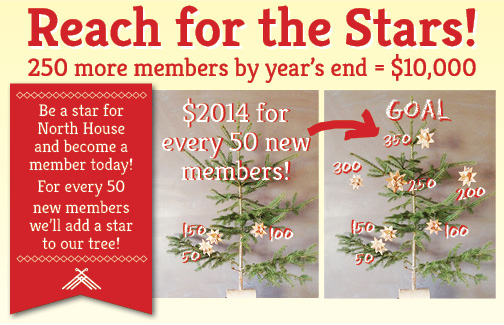 Reach for the Stars!
250 more members by year's end = $10,000
Be a star for
North House
and become a
member today!
For every 50
new members
we'll add a star
to our tree!
$2014 for
every 50 new
members!
150
100
50
GOAL
350
300
250
200
150
100
50